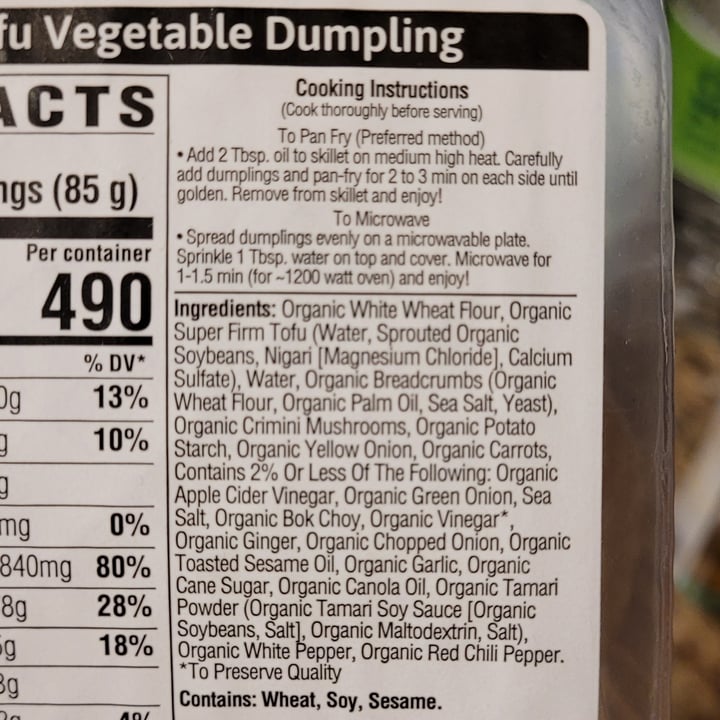 fu Vegetable Dumpling
ACTS
ngs (85 g)
Per container
490
% DV*
0g 13%
g 10%
g
mg 0%
840mg 80%
8g 28%
g 18%
g
4%
Cooking Instructions
(Cook thoroughly before serving)
To Pan Fry (Preferred method)
• Add 2 Tbsp. oil to skillet on medium high heat. Carefully
add dumplings and pan-fry for 2 to 3 min on each side until
golden. Remove from skillet and enjoy!
To Microwave
• Spread dumplings evenly on a microwavable plate.
Sprinkle 1 Tbsp. water on top and cover. Microwave for
1-1.5 min (for ~1200 watt oven) and enjoy!
Ingredients: Organic White Wheat Flour, Organic
Super Firm Tofu (Water, Sprouted Organic
Soybeans, Nigari [Magnesium Chloride], Calcium
Sulfate), Water, Organic Breadcrumbs (Organic
Wheat Flour, Organic Palm Oil, Sea Salt, Yeast),
Organic Crimini Mushrooms, Organic Potato
Starch, Organic Yellow Onion, Organic Carrots,
Contains 2% Or Less Of The Following: Organic
Apple Cider Vinegar, Organic Green Onion, Sea
Salt, Organic Bok Choy, Organic Vinegar*,
Organic Ginger, Organic Chopped Onion, Organic
Toasted Sesame Oil, Organic Garlic, Organic
Cane Sugar, Organic Canola Oil, Organic Tamari
Powder (Organic Tamari Soy Sauce [Organic
Soybeans, Salt], Organic Maltodextrin, Salt),
Organic White Pepper, Organic Red Chili Pepper.
*To Preserve Quality
Contains: Wheat, Soy, Sesame.